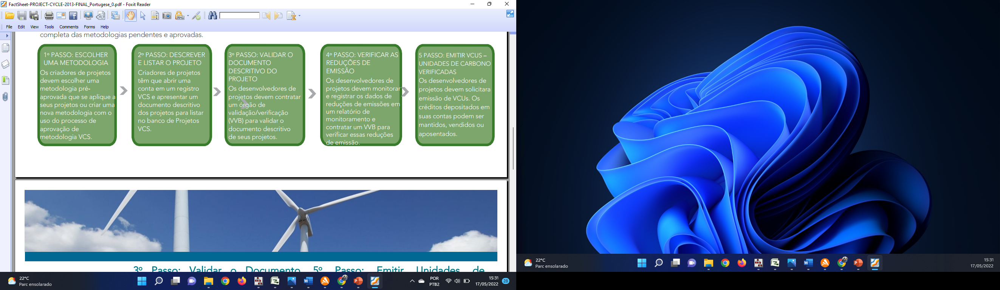 FactSheet-PROJECT-CYCLE-2013-FINAL_Portugese_0.pdf - Foxit Reader
RMS
File Edit View Tools Comments Forms Help
completa das metodologias pendentes e aprovadas.
1º PASSO: ESCOLHER
UMA METODOLOGIA
Os criadores de projetos
devem escolher uma
metodologia pré-
aprovada que se aplique a
seus projetos ou criar uma
nova metodologia com o
uso do processo de
aprovação de
metodologia VCS.
2º PASSO: DESCREVER
E LISTAR O PROJETO
Criadores de projetos
têm que abrir uma
conta em um registro
VCS e apresentar um
documento descritivo
dos projetos para listar
no banco de Projetos
VCS.
3º PASSO: VALIDAR O
DOCUMENTO
DESCRITIVO DO
PROJETO
Os desenvolvedores de
projetos devem contratar
um órgão de
validação/verificação
(VVB) para validar o
documento descritivo
de seus projetos.
4º PASSO: VERIFICAR AS
REDUÇÕES DE
EMISSÃO
Os desenvolvedores de
projetos devem monitorar
e registrar os dados de
reduções de emissões em
um relatório de
monitoramento e
contratar um VVB para
verificar essas reduções
de emissão.
5 PASSO: EMITIR VCUS –
UNIDADES DE CARBONO
VERIFICADAS
Os desenvolvedores de
projetos devem solicitara
emissão de VCUs. Os
créditos depositados em
suas contas podem ser
mantidos, vendidos ou
aposentados.
3º Passo: Validar o Documento
5º Passo: Emitir Unidades de
22°C
Parc ensolarado
POR
PTB2
15:31
17/05/2022
28
22°C
Parc ensolarado
15:31
17/05/2022